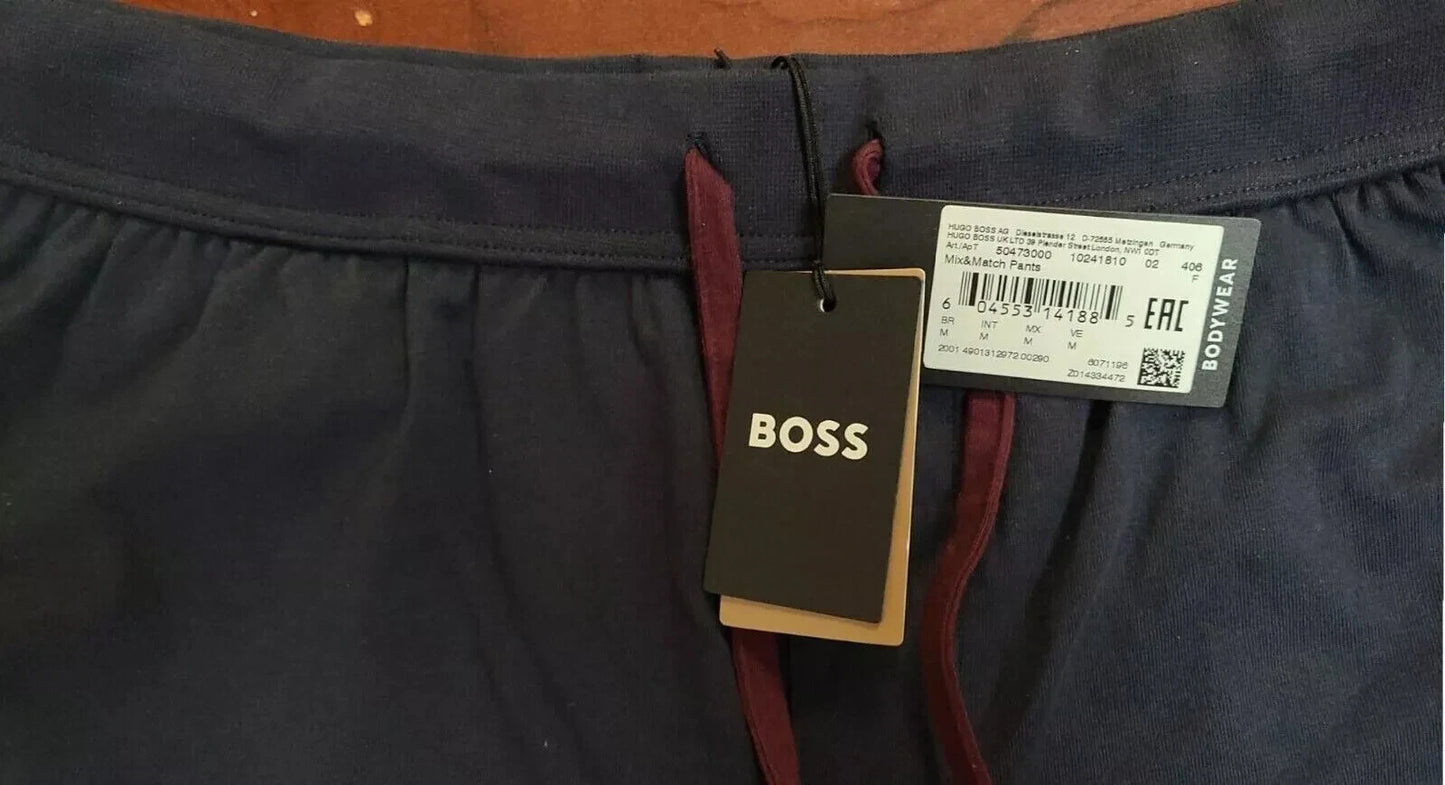 HUGO BOSS AG Dieselstrasse 12 D-72555 Metzingen Germany
HUGO BOSS UK LTD 39 Plender Street London, NW1 0DT
Art./АрТ 50473000 10241810 02 406
Mix&Match Pants F
6 04553 14188 5 EAC
BR INT MX VE
M M M M
2001 4901312972.00290 6071196
Z014334472
BODYWEAR
BOSS